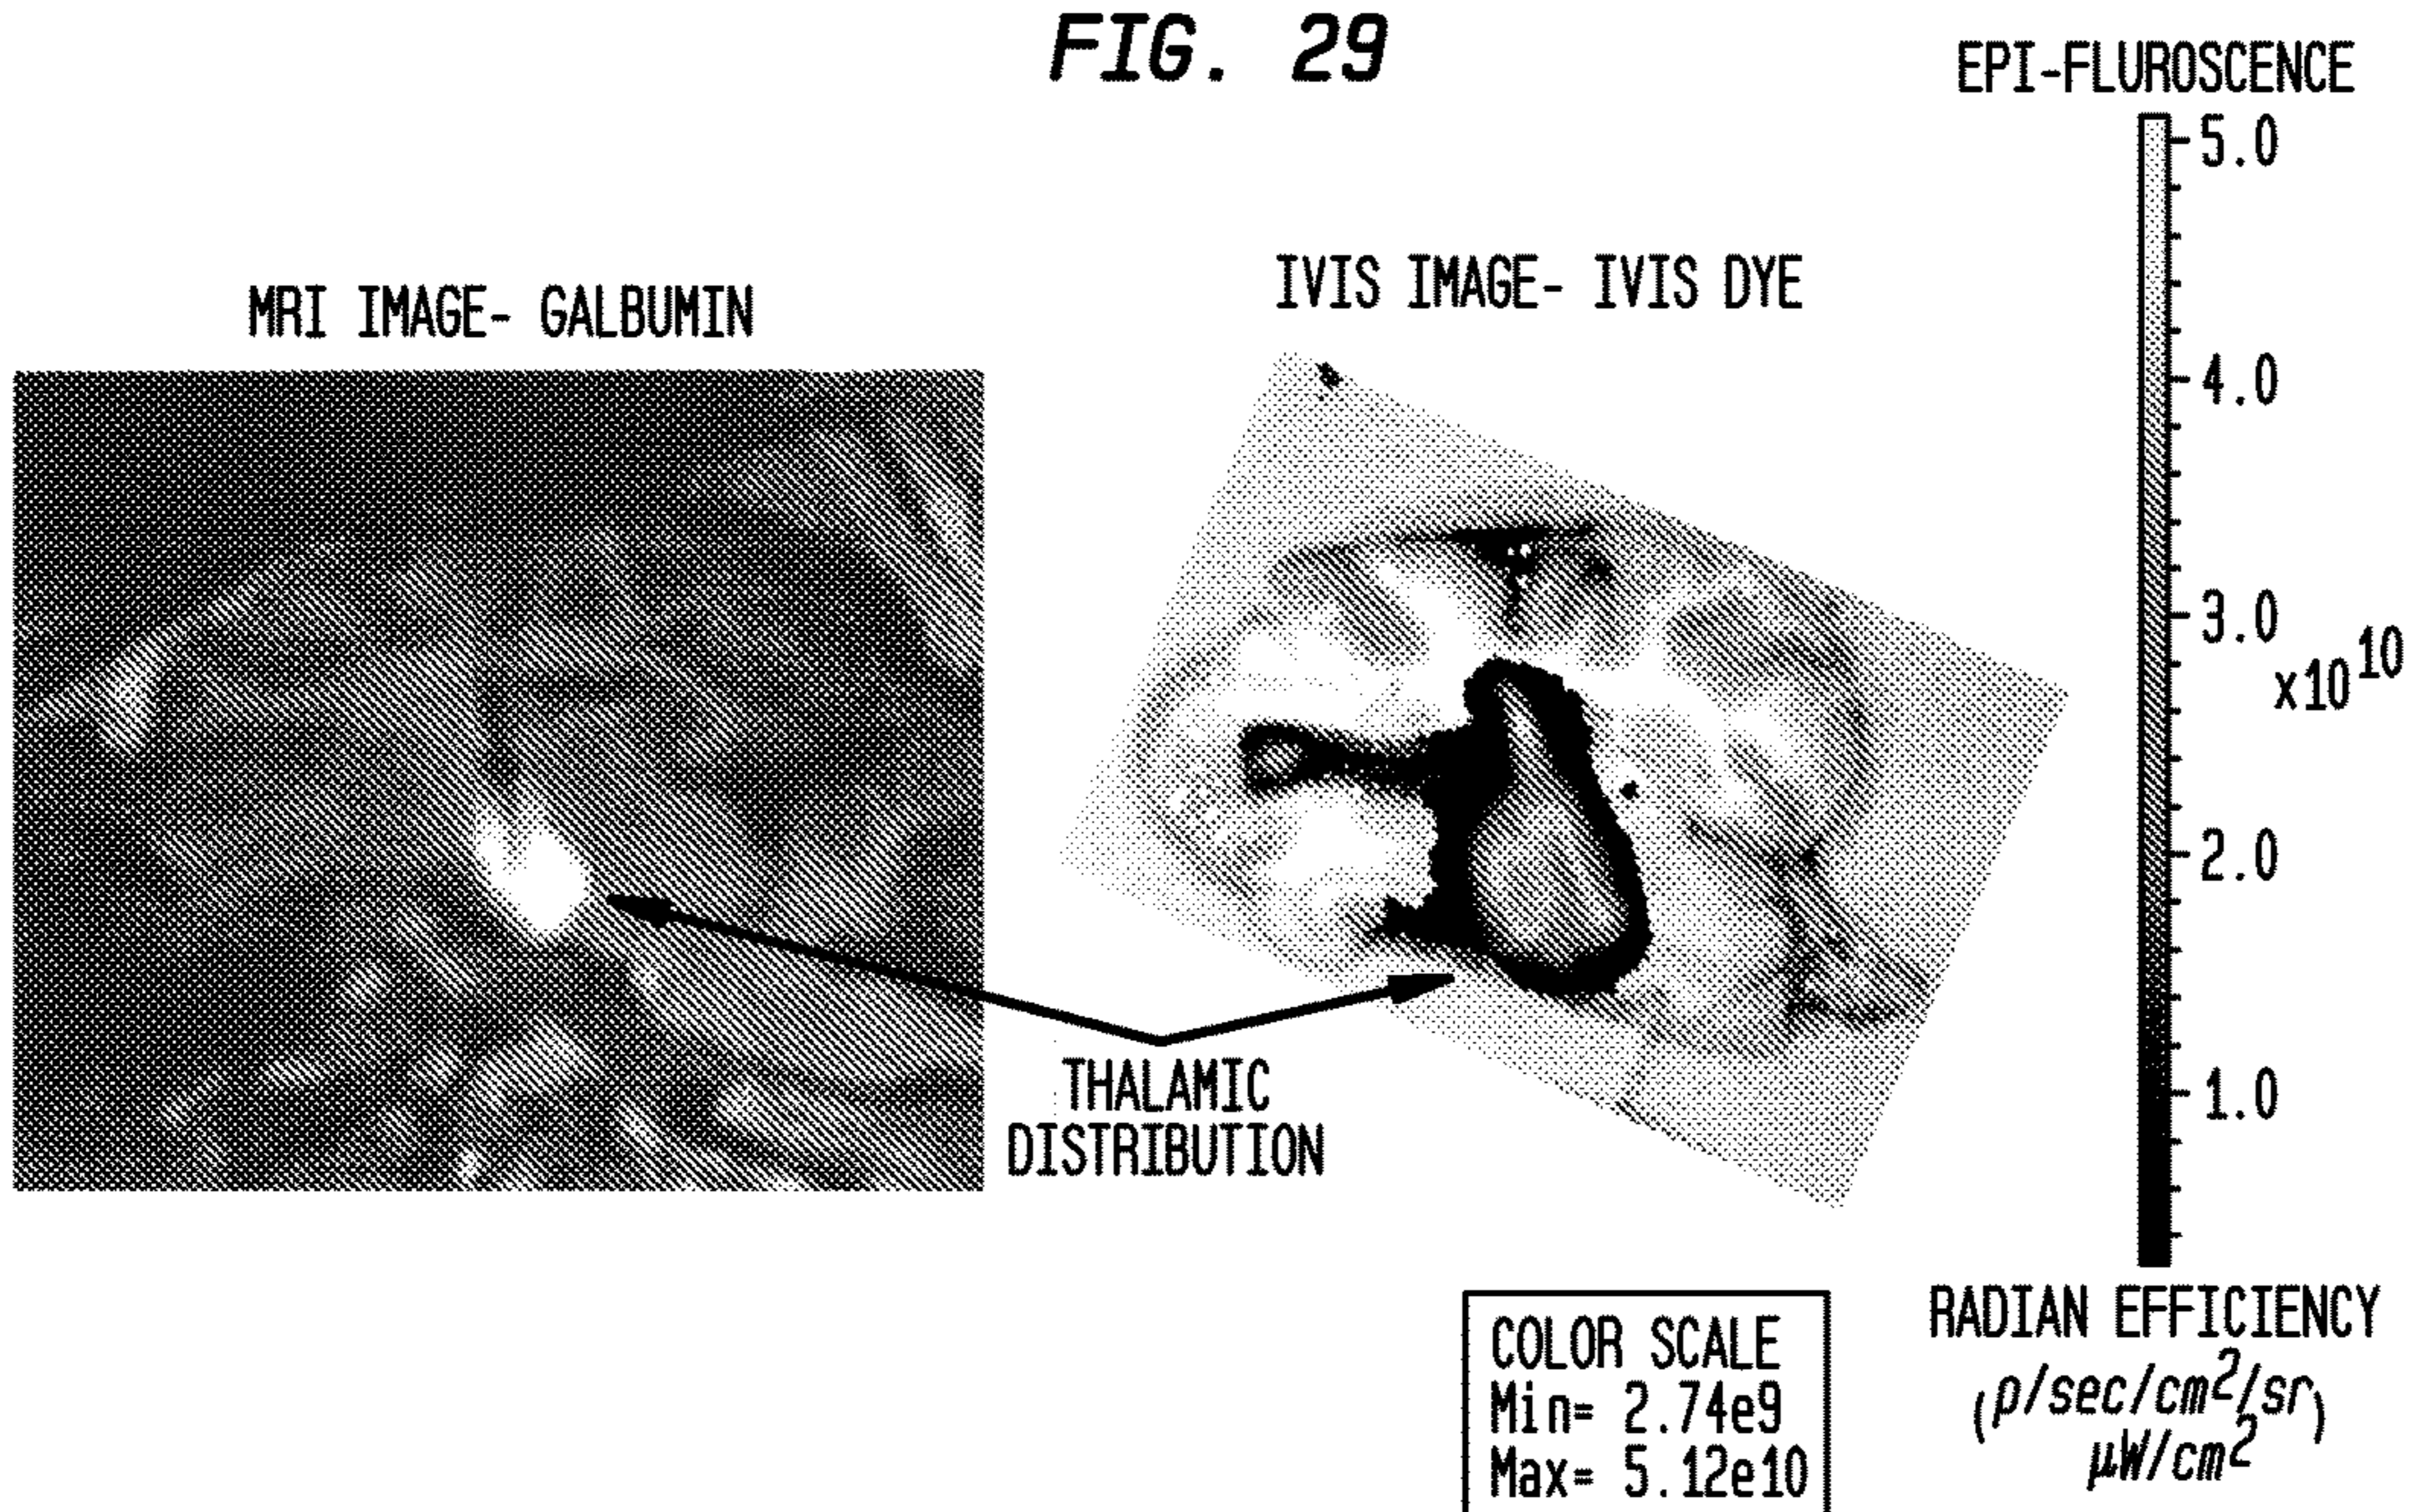 FIG. 29
EPI-FLUROSCENCE
5.0
4.0
3.0
x10^10
2.0
1.0
MRI IMAGE- GALBUMIN
IVIS IMAGE- IVIS DYE
THALAMIC
DISTRIBUTION
RADIAN EFFICIENCY
(p/sec/cm²/sr)
μW/cm²
COLOR SCALE
Min= 2.74e9
Max= 5.12e10